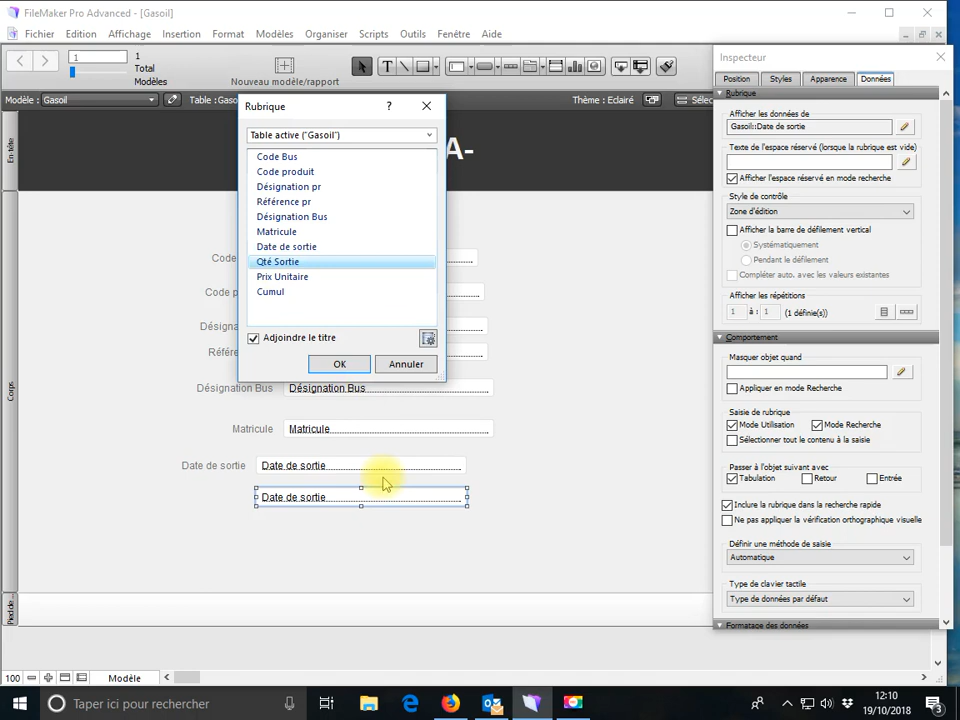 FileMaker Pro Advanced - [Gasoil]
Fichier Edition Affichage Insertion Format Modèles Organiser Scripts Outils Fenêtre Aide
1
1
Total
Modèles
Nouveau modèle/rapport
Modèle : Gasoil
Table: Gaso
Thème : Eclairé
Sélec
En-tête
A-
Rubrique
?
Table active ("Gasoil")
Code Bus
Code produit
Désignation pr
Référence pr
Désignation Bus
Matricule
Date de sortie
Qté Sortie
Prix Unitaire
Cumul
Adjoindre le titre
OK
Annuler
Code
Code p
Désigna
Référe
Désignation Bus
Désignation Bus
Matricule
Matricule
Date de sortie
Date de sortie
Date de sortie
Corps
Pied de...
100
Modèle
Inspecteur
Position Styles Apparence Données
Rubrique
Afficher les données de
Gasoil::Date de sortie
Texte de l'espace réservé (lorsque la rubrique est vide)
Afficher l'espace réservé en mode recherche
Style de contrôle
Zone d'édition
Afficher la barre de défilement vertical
Systématiquement
Pendant le défilement
Compléter auto. avec les valeurs existantes
Afficher les répétitions
1 à : 1 (1 définie(s))
Comportement
Masquer objet quand
Appliquer en mode Recherche
Saisie de rubrique
Mode Utilisation Mode Recherche
Sélectionner tout le contenu à la saisie
Passer à l'objet suivant avec
Tabulation Retour Entrée
Inclure la rubrique dans la recherche rapide
Ne pas appliquer la vérification orthographique visuelle
Définir une méthode de saisie
Automatique
Type de clavier tactile
Type de données par défaut
Formatage des données
Taper ici pour rechercher
12:10
19/10/2018
3